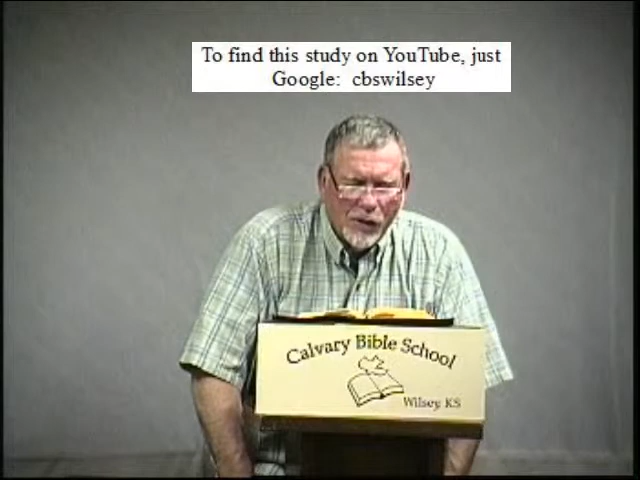 To find this study on YouTube, just
Google: cbswilsey
Calvary Bible School
Wilsey, KS